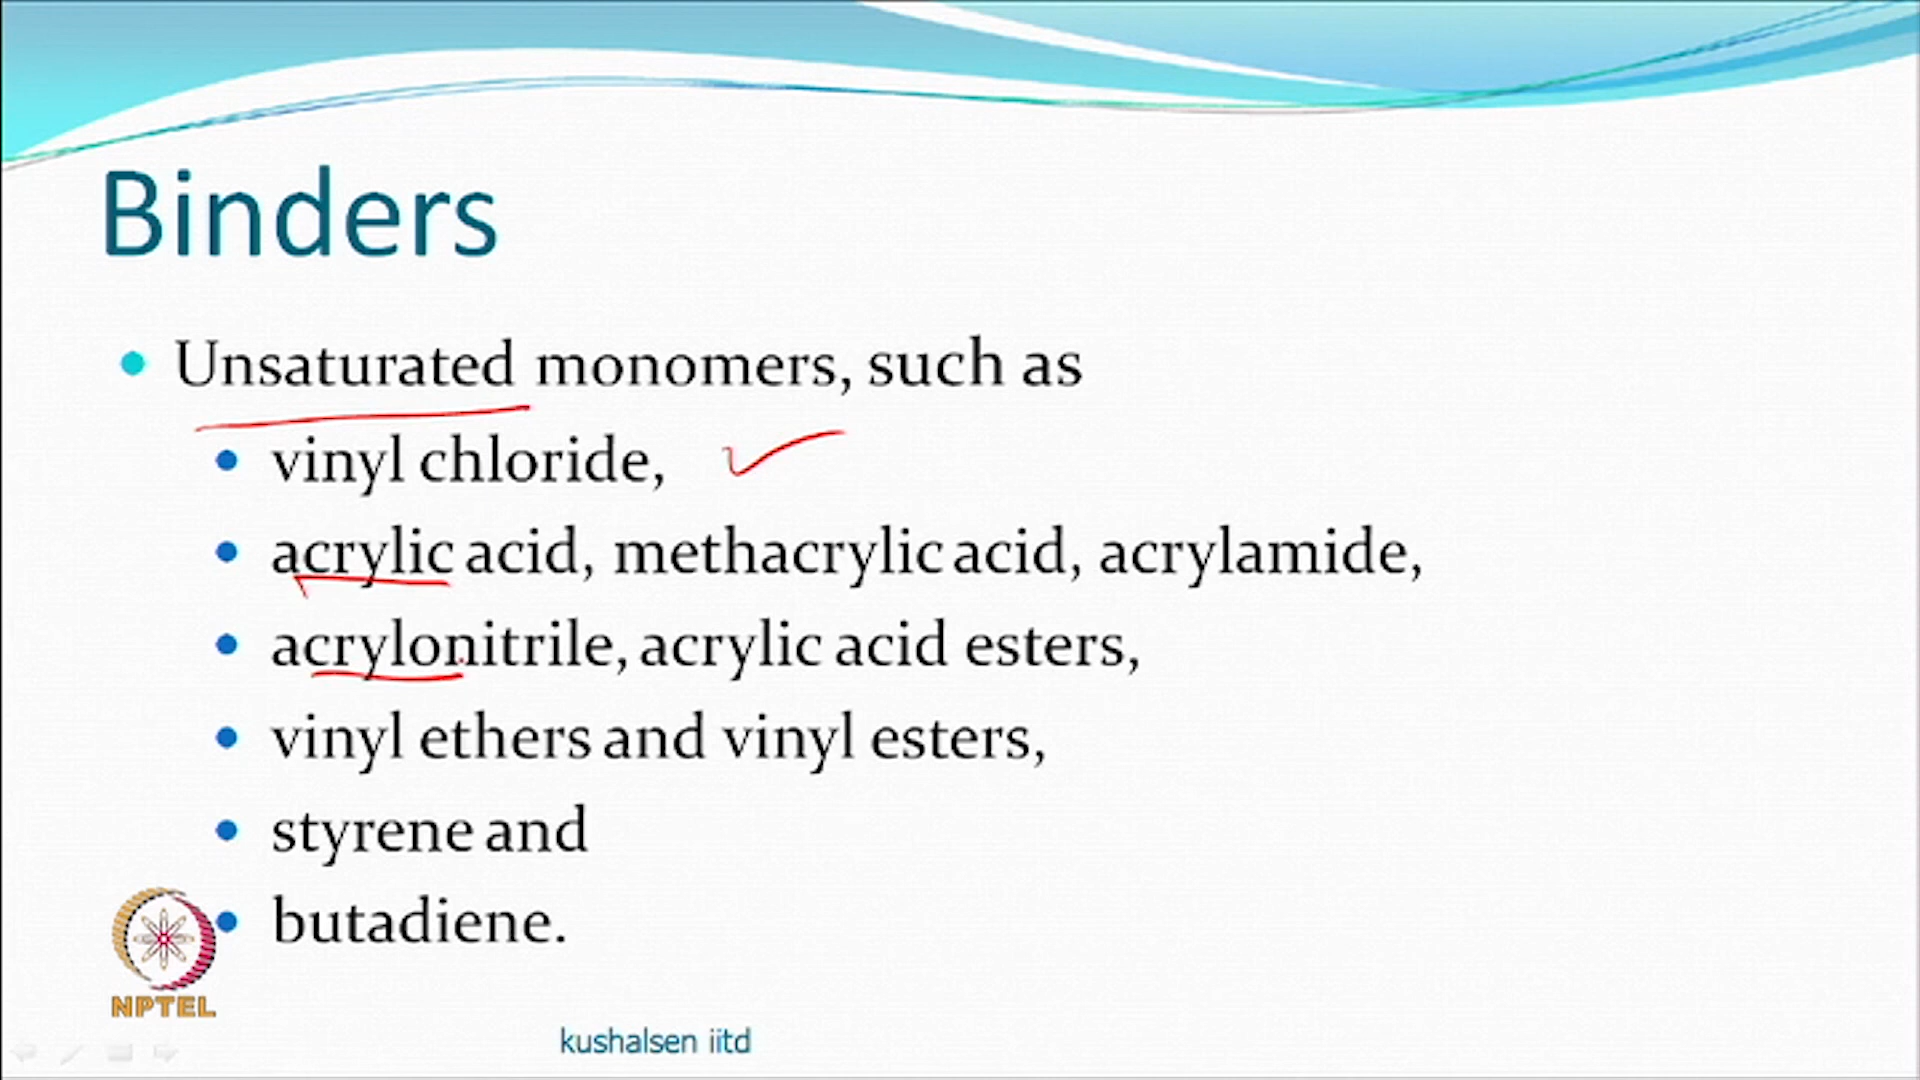 Binders
Unsaturated monomers, such as
vinyl chloride,
acrylic acid, methacrylic acid, acrylamide,
acrylonitrile, acrylic acid esters,
vinyl ethers and vinyl esters,
styrene and
butadiene.
NPTEL
kushalsen iitd